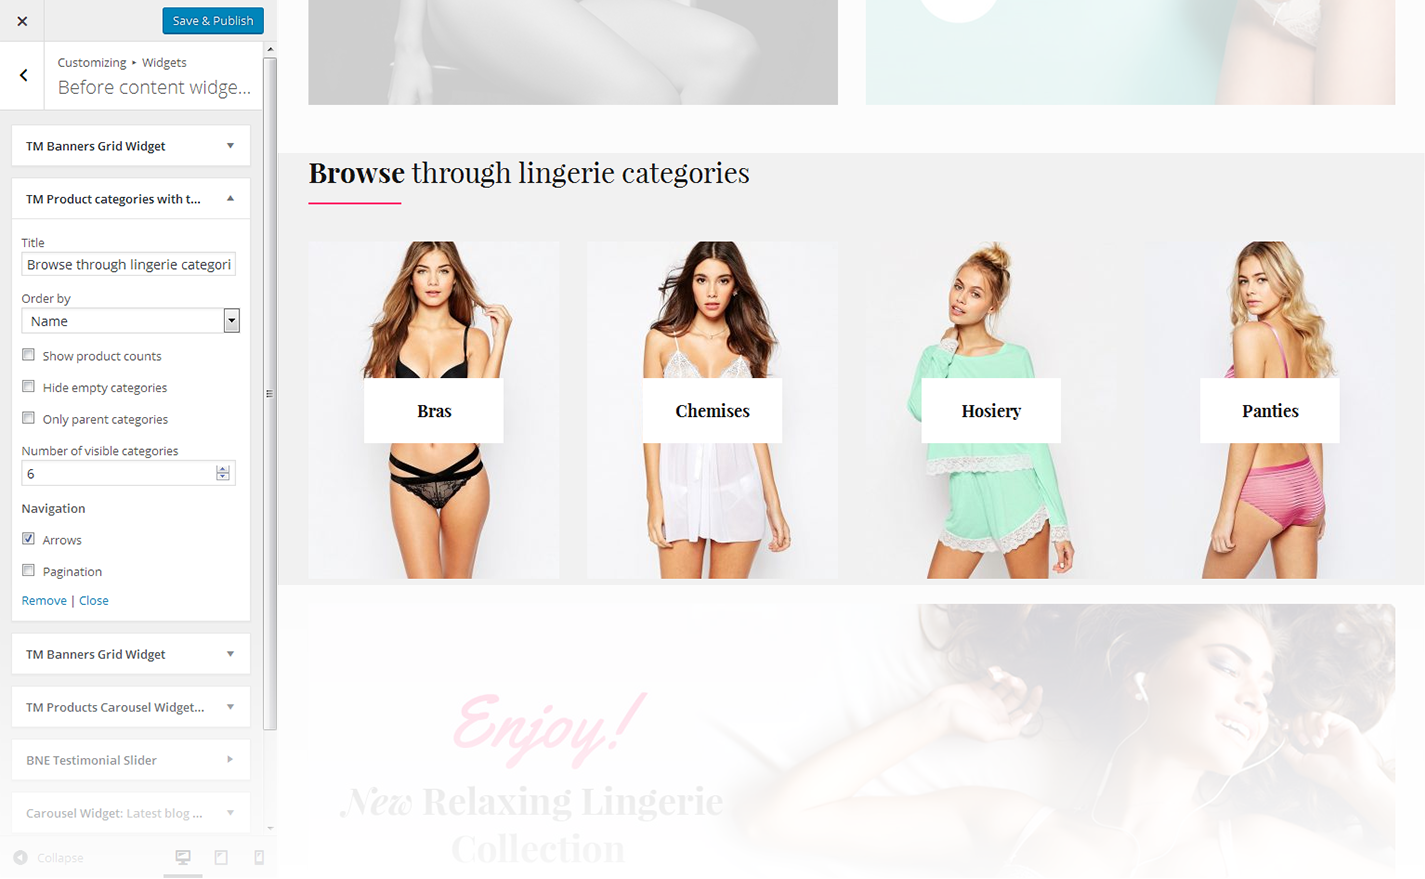 Save & Publish
Customizing ▸ Widgets
Before content widge...
TM Banners Grid Widget
TM Product categories with t...
Title
Browse through lingerie categori
Order by
Name
Show product counts
Hide empty categories
Only parent categories
Number of visible categories
6
Navigation
Arrows
Pagination
Remove | Close
TM Banners Grid Widget
TM Products Carousel Widget...
BNE Testimonial Slider
Carousel Widget: Latest blog ...
Collapse
Browse through lingerie categories
Bras
Chemises
Hosiery
Panties
Enjoy!
New Relaxing Lingerie
Collection